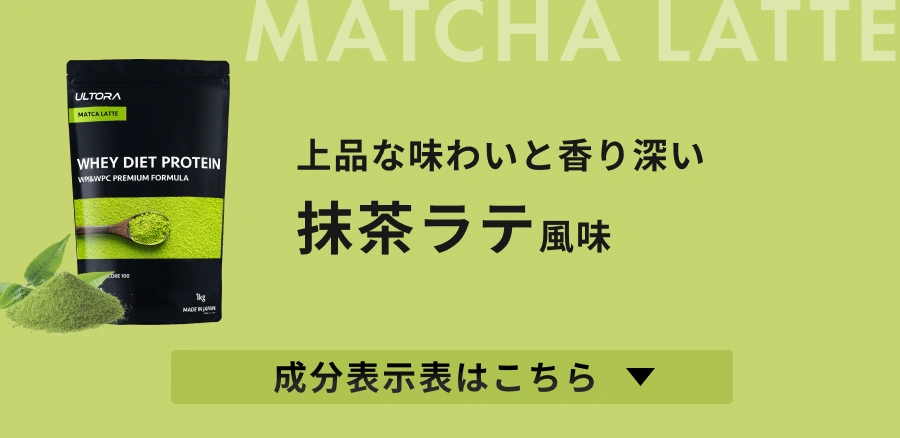 MATCHA LATTE
ULTORA
MATCA LATTE
WHEY DIET PROTEIN
WPI&WPC PREMIUM FORMULA
100
1kg
MADE IN JAPAN
上品な味わいと香り深い
抹茶ラテ風味
成分表示表はこちら ▼